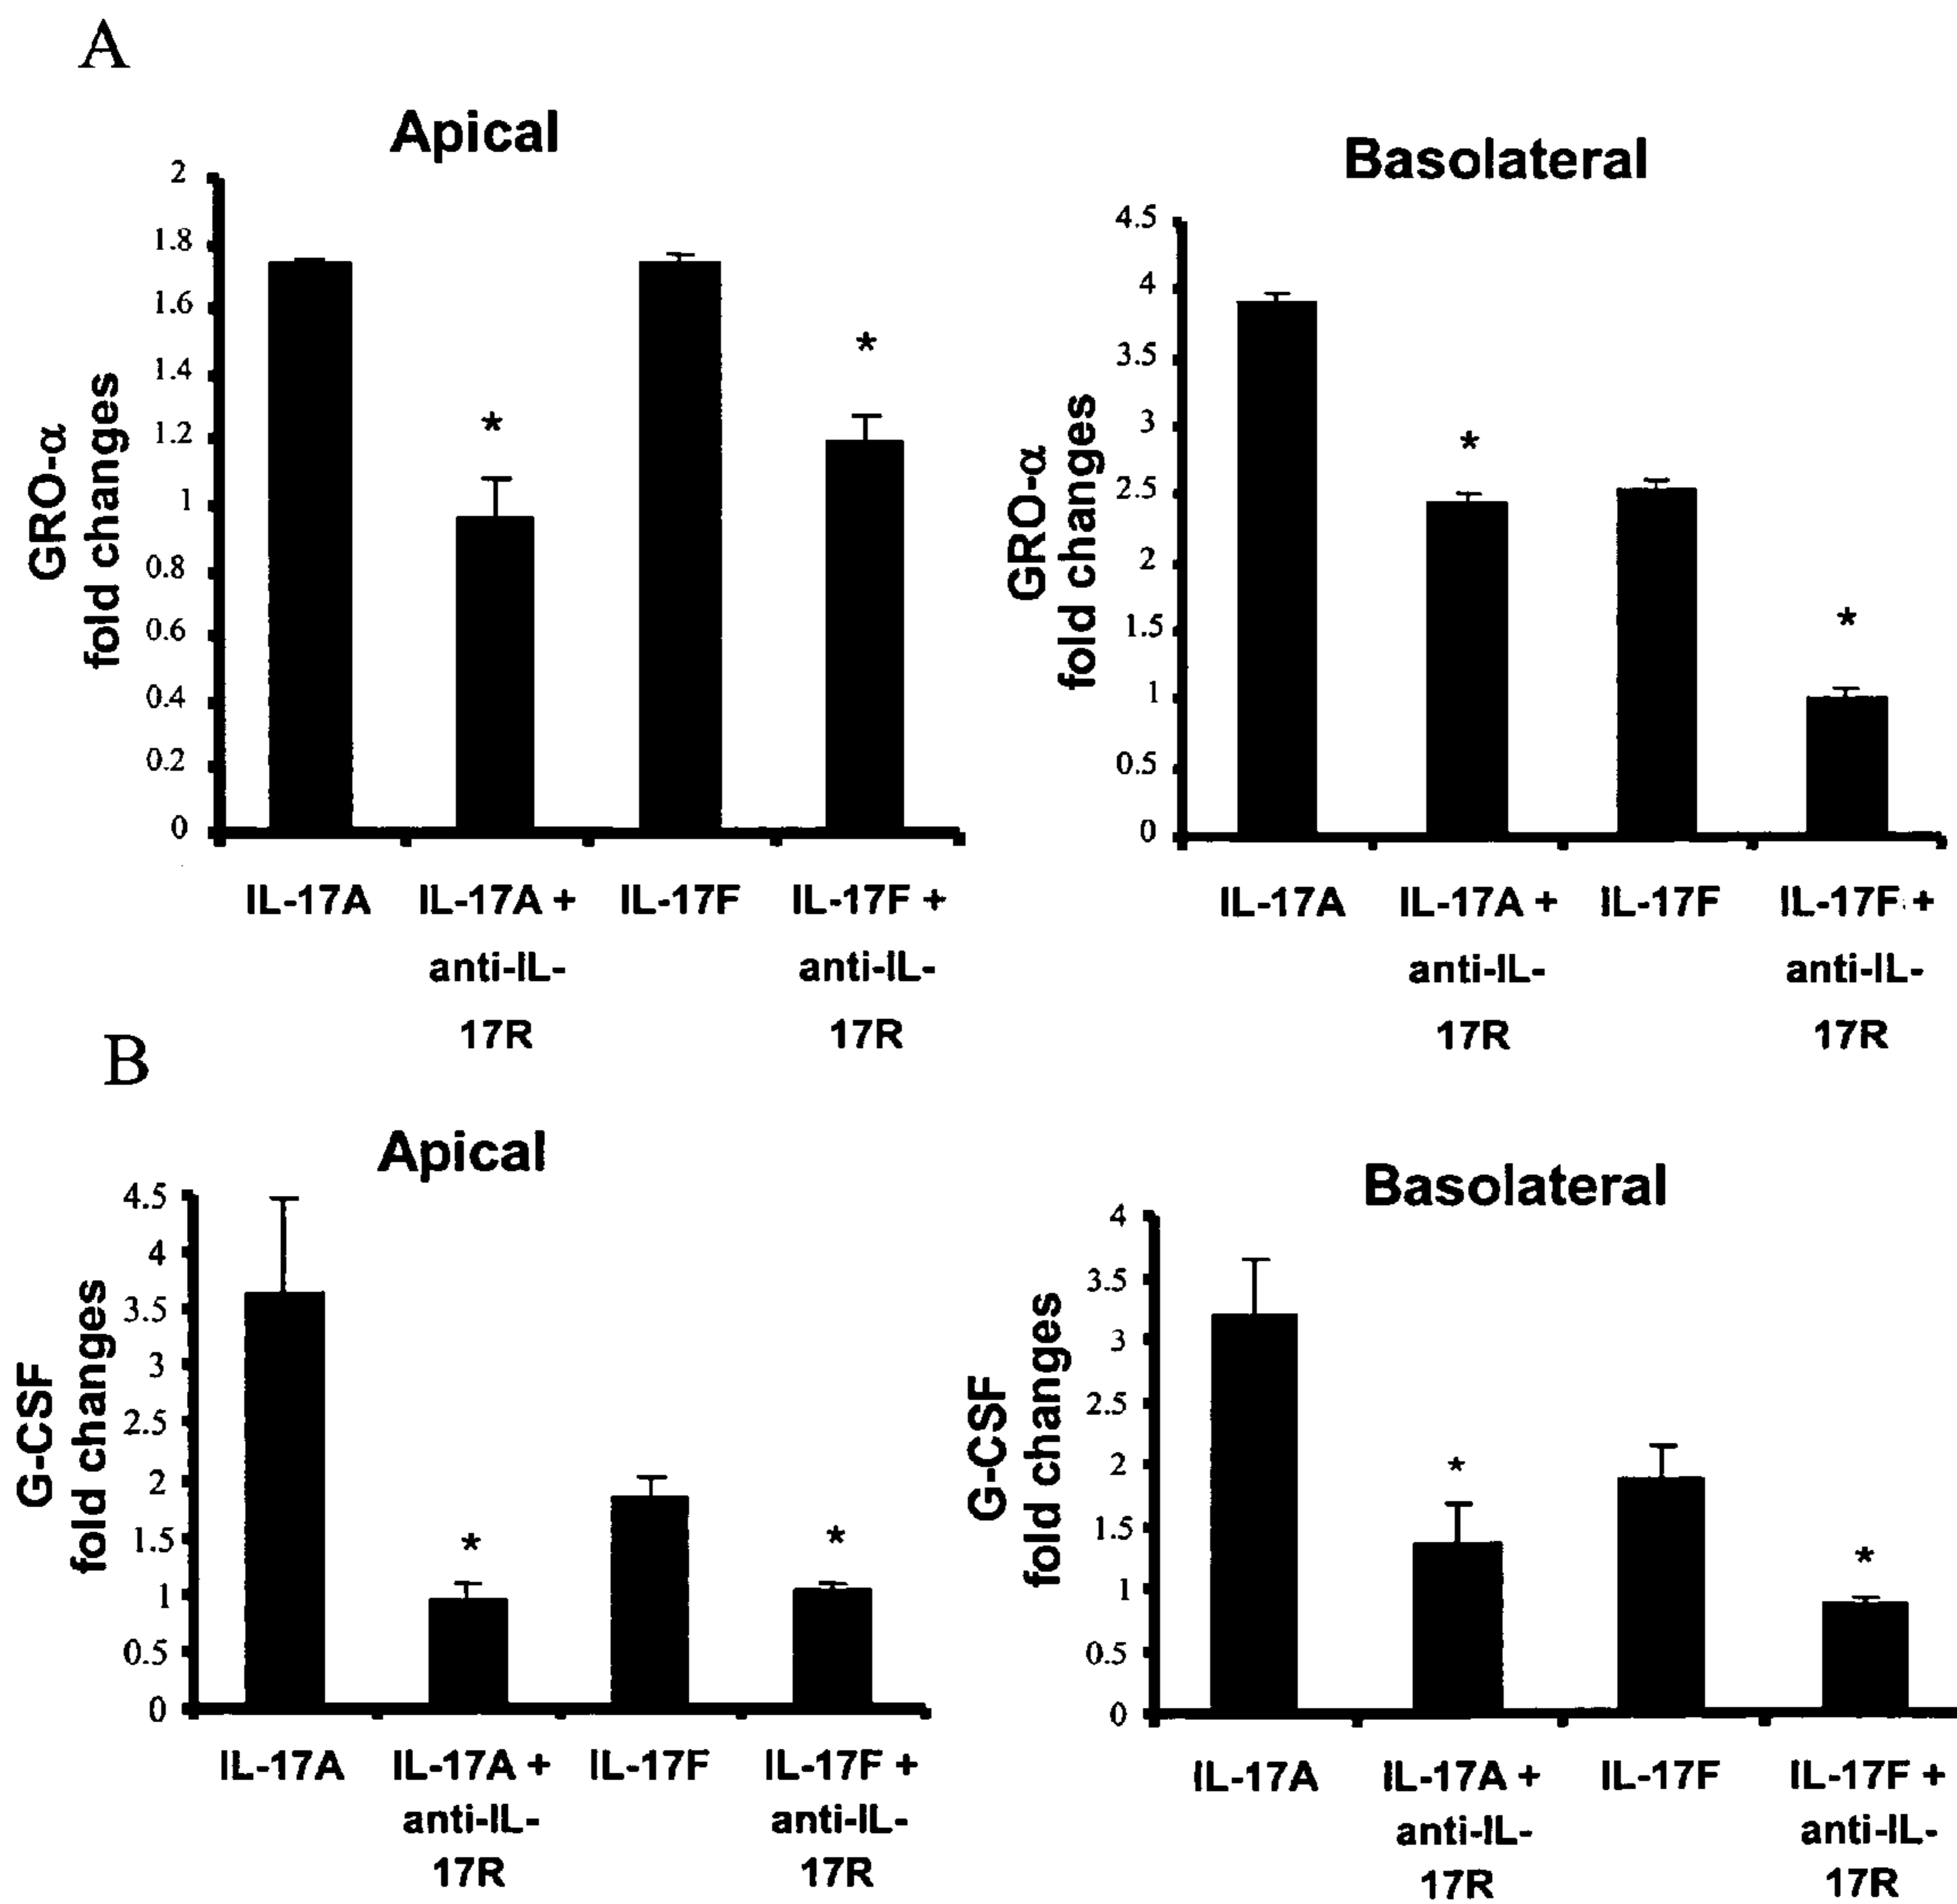 A
Apical
GRO-α
fold changes
2
1.8
1.6
1.4
1.2
1
0.8
0.6
0.4
0.2
0
IL-17A
IL-17A +
anti-IL-
17R
IL-17F
IL-17F +
anti-IL-
17R
*
*
Basolateral
GRO-α
fold changes
4.5
4
3.5
3
2.5
2
1.5
1
0.5
0
IL-17A
IL-17A +
anti-IL-
17R
IL-17F
IL-17F +
anti-IL-
17R
*
*
B
Apical
G-CSF
fold changes
4.5
4
3.5
3
2.5
2
1.5
1
0.5
0
IL-17A
IL-17A +
anti-IL-
17R
IL-17F
IL-17F +
anti-IL-
17R
*
*
Basolateral
G-CSF
fold changes
4
3.5
3
2.5
2
1.5
1
0.5
0
IL-17A
IL-17A +
anti-IL-
17R
IL-17F
IL-17F +
anti-IL-
17R
*
*